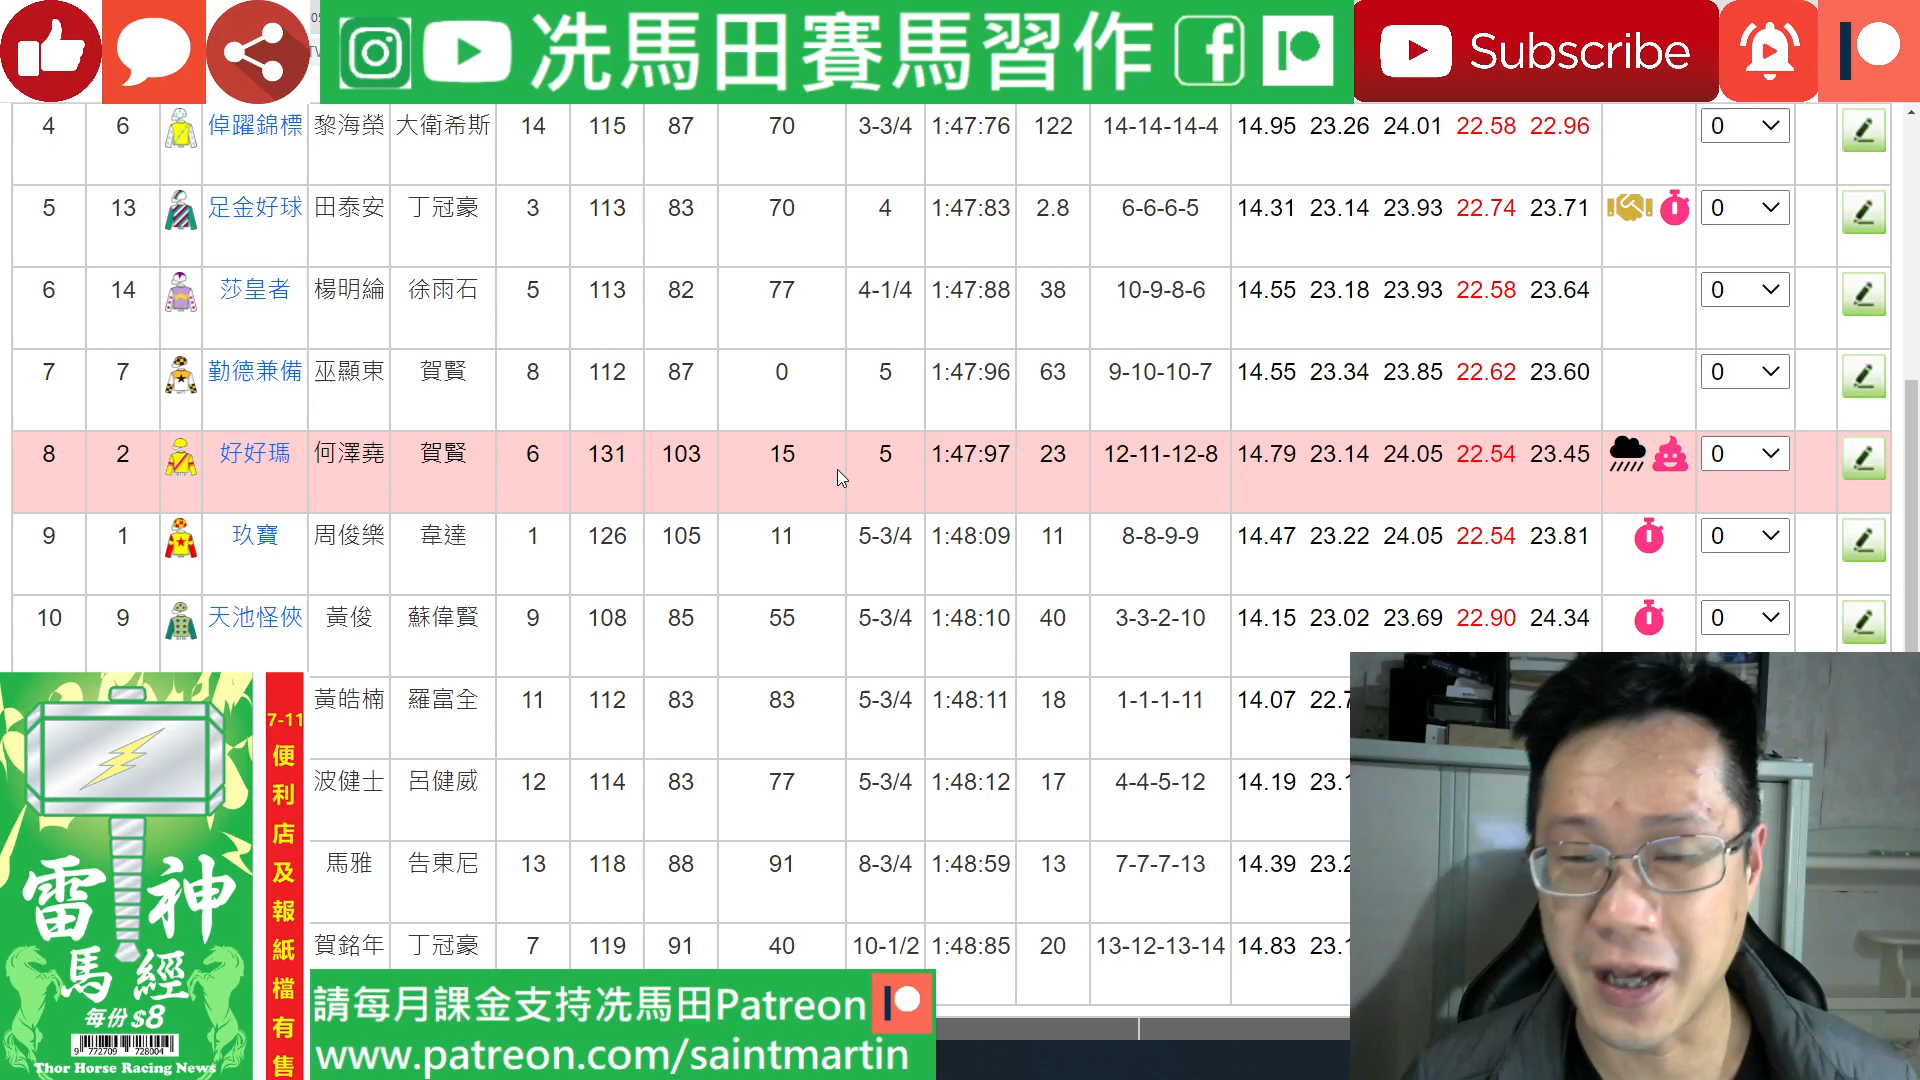 冼馬田賽馬習作 Subscribe
4 6 倬躍錦標 黎海榮 大衛希斯 14 115 87 70 3-3/4 1:47:76 122 14-14-14-4 14.95 23.26 24.01 22.58 22.96 0
5 13 足金好球 田泰安 丁冠豪 3 113 83 70 4 1:47:83 2.8 6-6-6-5 14.31 23.14 23.93 22.74 23.71 0
6 14 莎皇者 楊明綸 徐雨石 5 113 82 77 4-1/4 1:47:88 38 10-9-8-6 14.55 23.18 23.93 22.58 23.64 0
7 7 勤德兼備 巫顯東 賀賢 8 112 87 0 5 1:47:96 63 9-10-10-7 14.55 23.34 23.85 22.62 23.60 0
8 2 好好瑪 何澤堯 賀賢 6 131 103 15 5 1:47:97 23 12-11-12-8 14.79 23.14 24.05 22.54 23.45 0
9 1 玖寶 周俊樂 韋達 1 126 105 11 5-3/4 1:48:09 11 8-8-9-9 14.47 23.22 24.05 22.54 23.81 0
10 9 天池怪俠 黃俊 蘇偉賢 9 108 85 55 5-3/4 1:48:10 40 3-3-2-10 14.15 23.02 23.69 22.90 24.34 0
黃皓楠 羅富全 11 112 83 83 5-3/4 1:48:11 18 1-1-1-11 14.07 22.7
波健士 呂健威 12 114 83 77 5-3/4 1:48:12 17 4-4-5-12 14.19 23.1
馬雅 告東尼 13 118 88 91 8-3/4 1:48:59 13 7-7-7-13 14.39 23.2
賀銘年 丁冠豪 7 119 91 40 10-1/2 1:48:85 20 13-12-13-14 14.83 23.1
雷神
馬經
每份 $8
9 772709 728004
Thor Horse Racing News
7-11便利店及報紙檔有售
請每月課金支持冼馬田Patreon
www.patreon.com/saintmartin